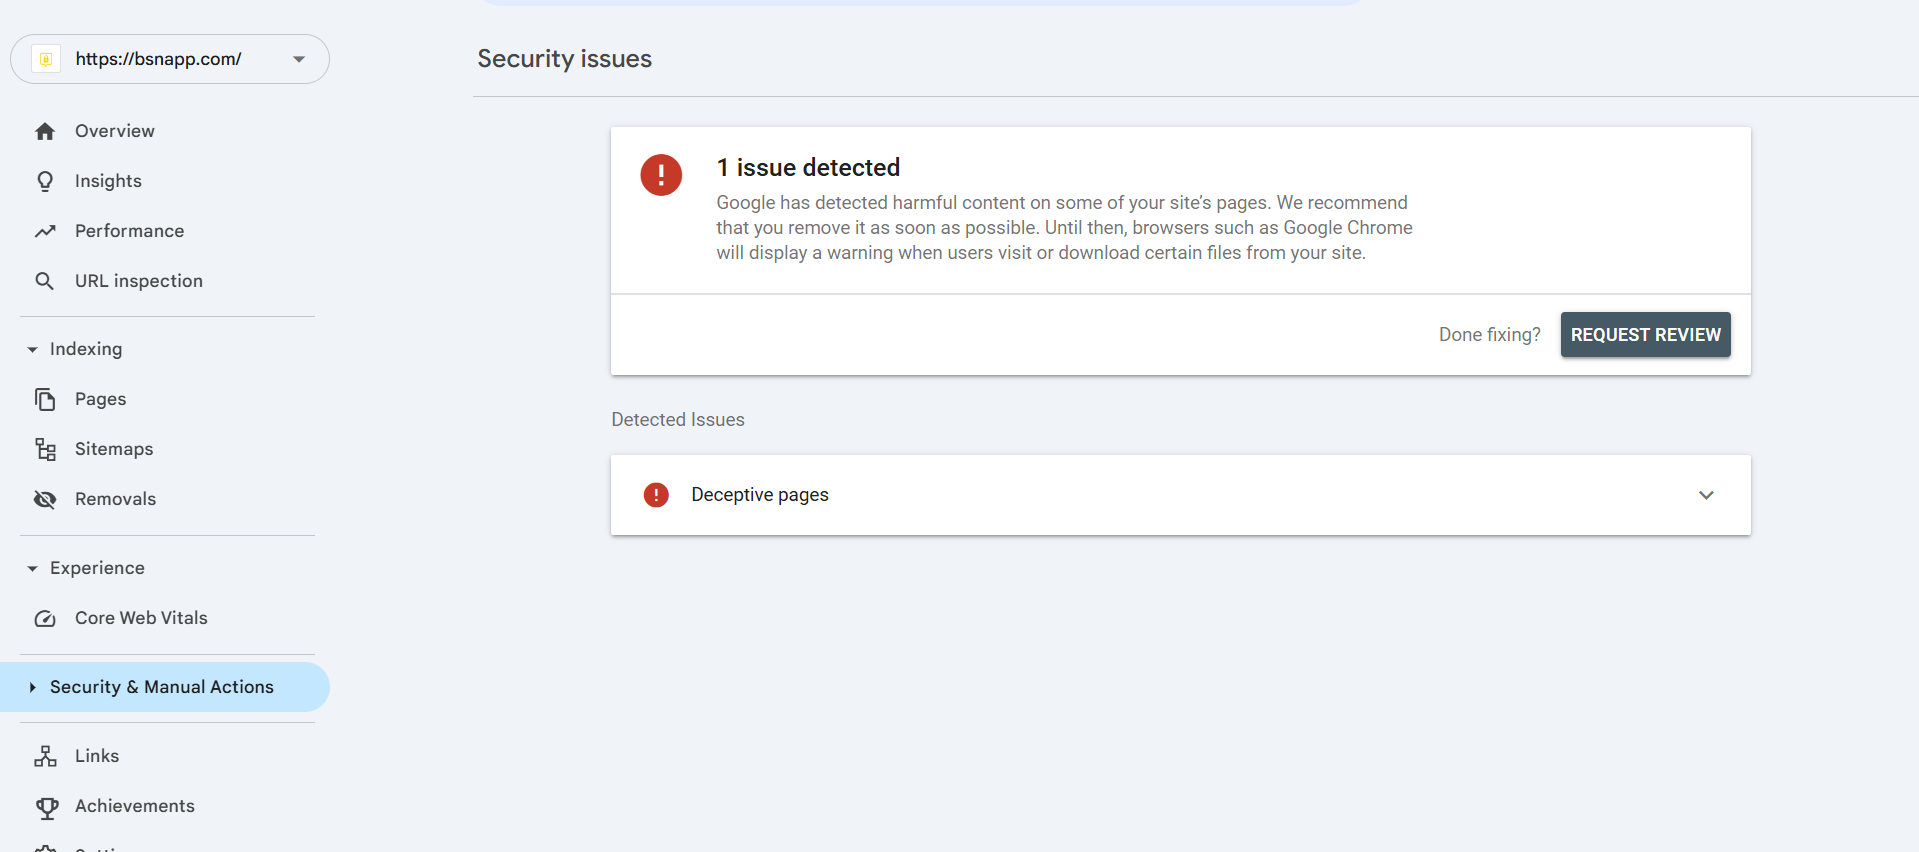 https://bsnapp.com/
Overview
Insights
Performance
URL inspection
Indexing
Pages
Sitemaps
Removals
Experience
Core Web Vitals
Security & Manual Actions
Links
Achievements
Security issues
1 issue detected
Google has detected harmful content on some of your site's pages. We recommend
that you remove it as soon as possible. Until then, browsers such as Google Chrome
will display a warning when users visit or download certain files from your site.
Done fixing?
REQUEST REVIEW
Detected Issues
Deceptive pages